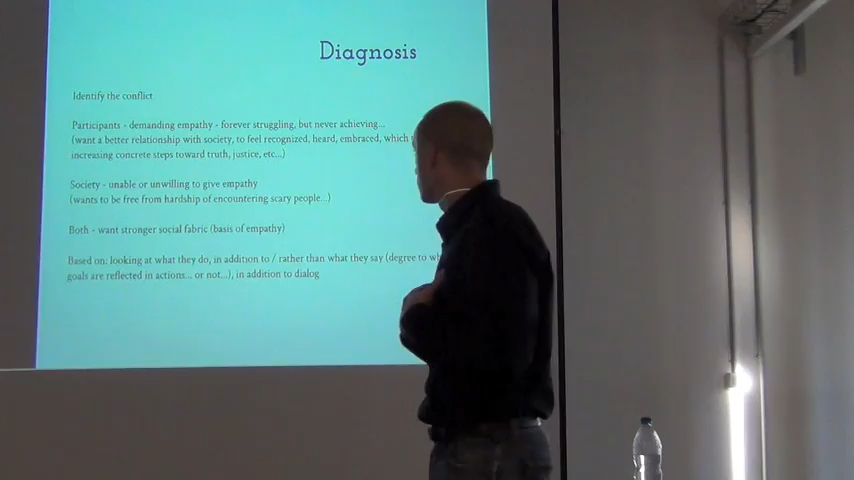 Diagnosis
Identify the conflict
Participants - demanding empathy - forever struggling, but never achieving...
(want a better relationship with society, to feel recognized, heard, embraced, which
increasing concrete steps toward truth, justice, etc...)
Society - unable or unwilling to give empathy
(wants to be free from hardship of encountering scary people...)
Both - want stronger social fabric (basis of empathy)
Based on: looking at what they do, in addition to / rather than what they say (degree to
goals are reflected in actions... or not...), in addition to dialog